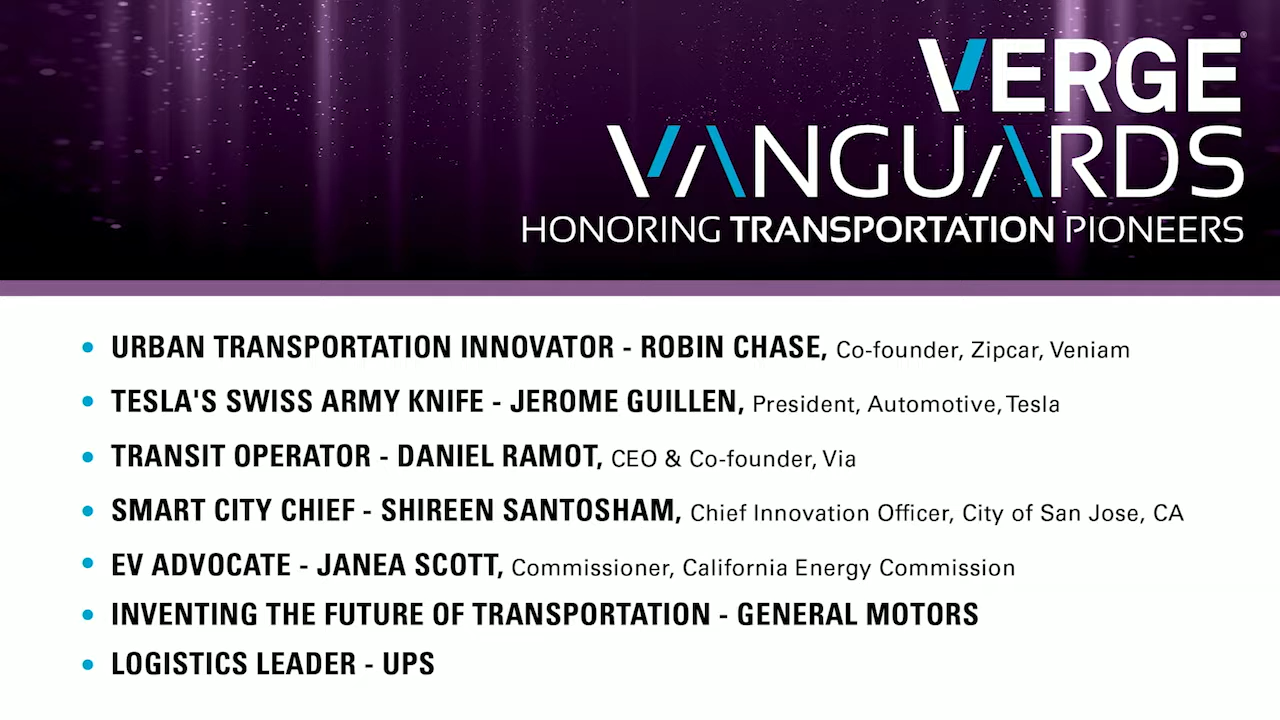 VERGE®
VANGUARDS
HONORING TRANSPORTATION PIONEERS
• URBAN TRANSPORTATION INNOVATOR - ROBIN CHASE, Co-founder, Zipcar, Veniam
• TESLA'S SWISS ARMY KNIFE - JEROME GUILLEN, President, Automotive, Tesla
• TRANSIT OPERATOR - DANIEL RAMOT, CEO & Co-founder, Via
• SMART CITY CHIEF - SHIREEN SANTOSHAM, Chief Innovation Officer, City of San Jose, CA
• EV ADVOCATE - JANEA SCOTT, Commissioner, California Energy Commission
• INVENTING THE FUTURE OF TRANSPORTATION - GENERAL MOTORS
• LOGISTICS LEADER - UPS